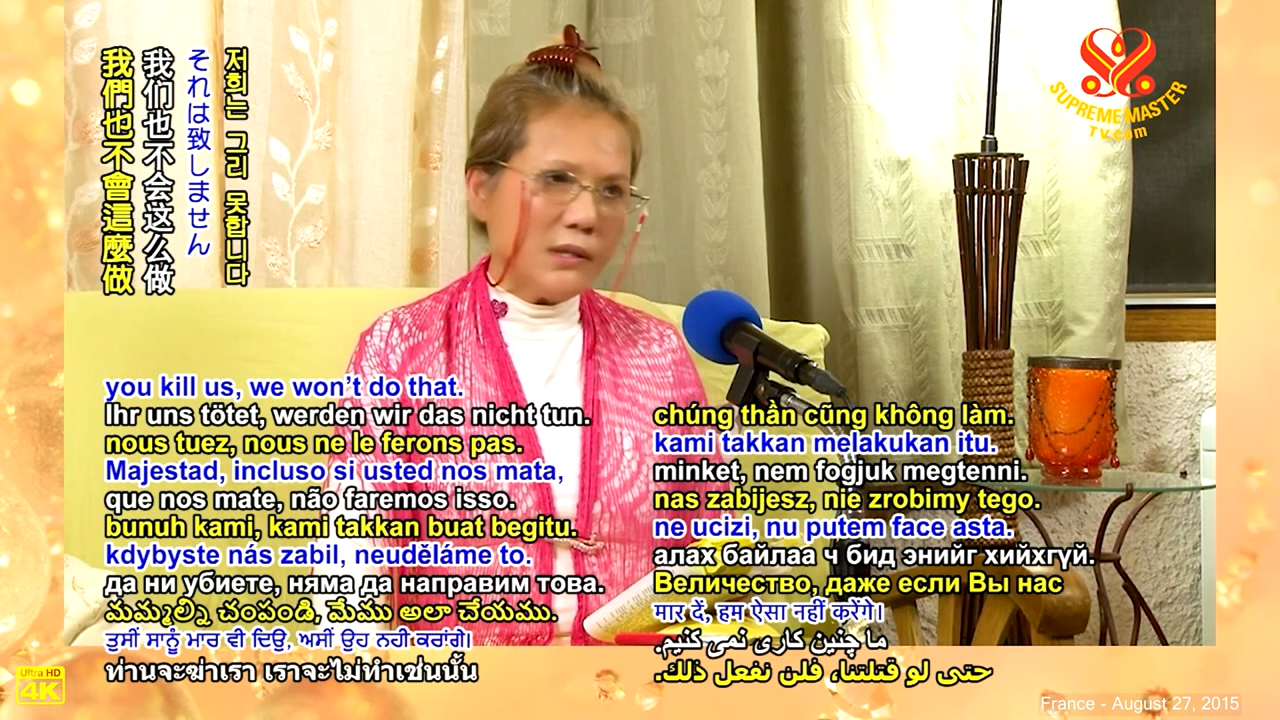 我們也不會這麼做
我们也不会这么做
それは致しません
저희는 그리 못합니다
SUPREME MASTER
TV.com
you kill us, we won’t do that.
Ihr uns tötet, werden wir das nicht tun.
nous tuez, nous ne le ferons pas.
Majestad, incluso si usted nos mata,
que nos mate, não faremos isso.
bunuh kami, kami takkan buat begitu.
kdybyste nás zabil, neuděláme to.
да ни убиете, няма да направим това.
మమ్మల్ని చంపండి, మేము అలా చేయము.
ਤੁਸੀਂ ਸਾਨੂੰ ਮਾਰ ਵੀ ਦਿਉ, ਅਸੀਂ ਉਹ ਨਹੀ ਕਰਾਂਗੇ।
ท่านจะฆ่าเรา เราจะไม่ทำเช่นนั้น
chúng thần cũng không làm.
kami takkan melakukan itu.
minket, nem fogjuk megtenni.
nas zabijesz, nie zrobimy tego.
ne ucizi, nu putem face asta.
алах байлаа ч бид энийг хийхгүй.
Величество, даже если Вы нас
मार दें, हम ऐसा नहीं करेंगे।
ما چنین کاری نمی کنیم.
حتى لو قتلتنا، فلن نفعل ذلك.
Ultra HD
4K
France - August 27, 2015